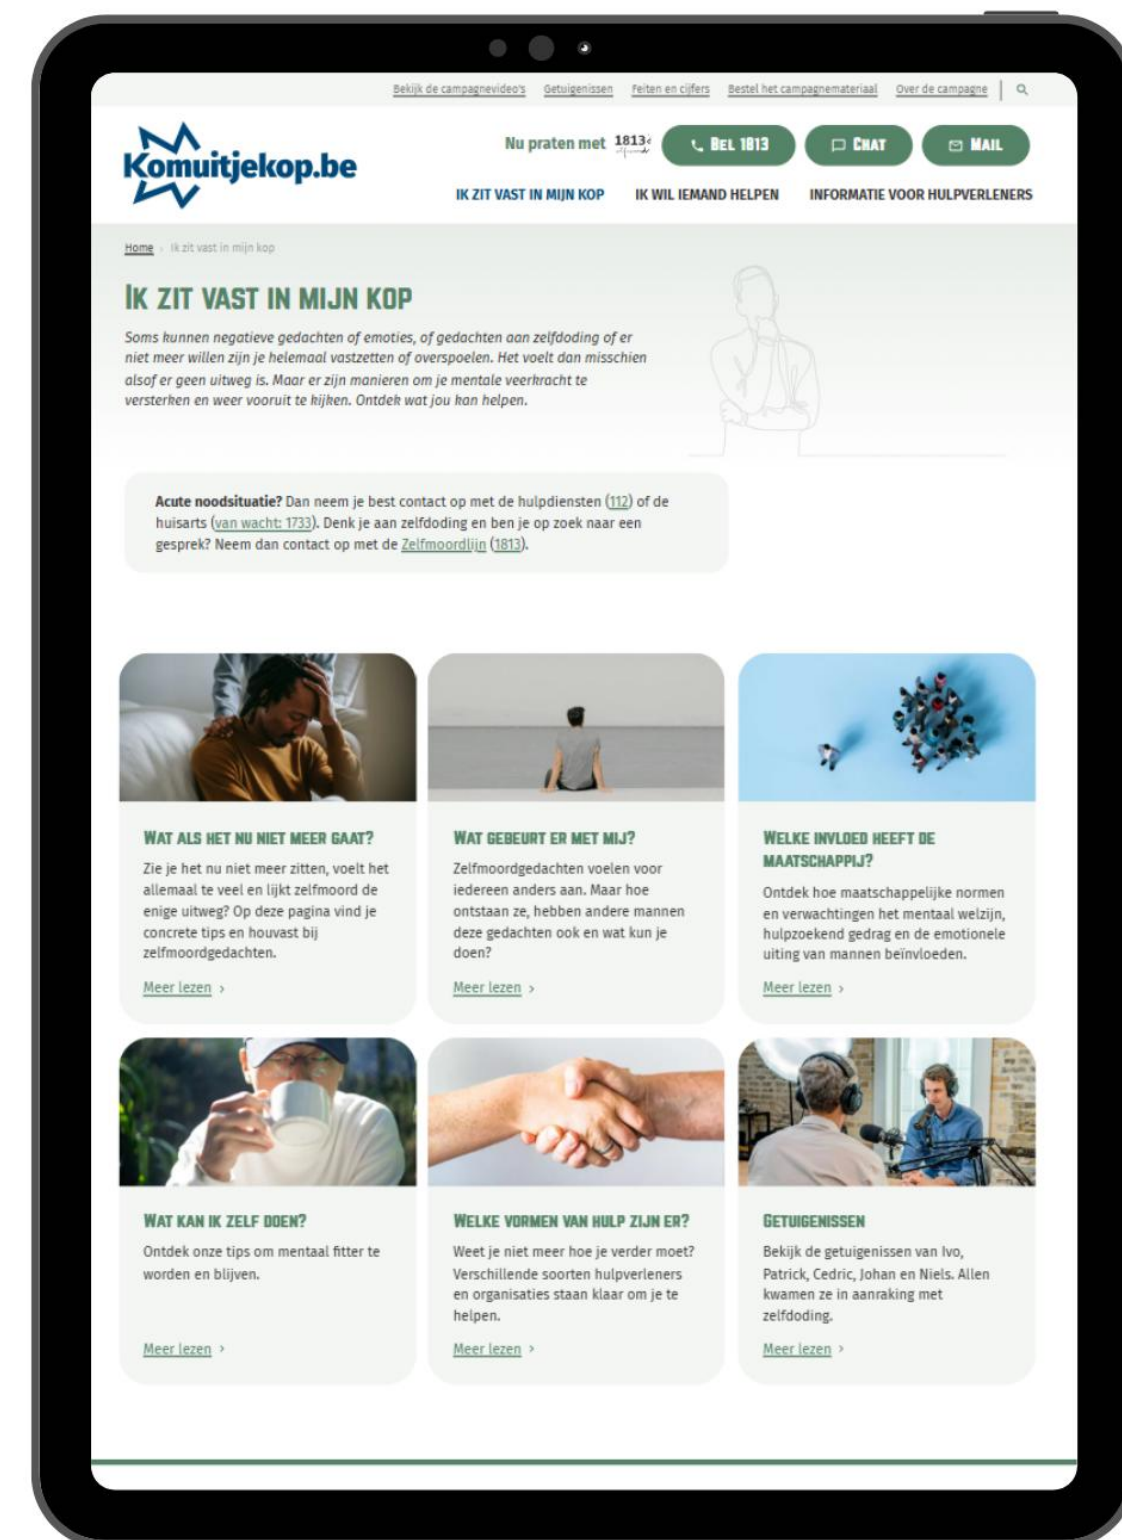 Bekijk de campagnevideo's Getuigenissen Feiten en cijfers Bestel het campagnemateriaal Over de campagne
Komuitjekop.be
Nu praten met 1813 BEL 1813 CHAT MAIL
IK ZIT VAST IN MIJN KOP IK WIL IEMAND HELPEN INFORMATIE VOOR HULPVERLENERS
Home › Ik zit vast in mijn kop
IK ZIT VAST IN MIJN KOP
Soms kunnen negatieve gedachten of emoties, of gedachten aan zelfdoding of er
niet meer willen zijn je helemaal vastzetten of overspoelen. Het voelt dan misschien
alsof er geen uitweg is. Maar er zijn manieren om je mentale veerkracht te
versterken en weer vooruit te kijken. Ontdek wat jou kan helpen.
Acute noodsituatie? Dan neem je best contact op met de hulpdiensten (112) of de
huisarts (van wacht: 1733). Denk je aan zelfdoding en ben je op zoek naar een
gesprek? Neem dan contact op met de Zelfmoordlijn (1813).
WAT ALS HET NU NIET MEER GAAT?
Zie je het nu niet meer zitten, voelt het
allemaal te veel en lijkt zelfmoord de
enige uitweg? Op deze pagina vind je
concrete tips en houvast bij
zelfmoordgedachten.
Meer lezen ›
WAT GEBEURT ER MET MIJ?
Zelfmoordgedachten voelen voor
iedereen anders aan. Maar hoe
ontstaan ze, hebben andere mannen
deze gedachten ook en wat kun je
doen?
Meer lezen ›
WELKE INVLOED HEEFT DE
MAATSCHAPPIJ?
Ontdek hoe maatschappelijke normen
en verwachtingen het mentaal welzijn,
hulpzoekend gedrag en de emotionele
uiting van mannen beïnvloeden.
Meer lezen ›
WAT KAN IK ZELF DOEN?
Ontdek onze tips om mentaal fitter te
worden en blijven.
Meer lezen ›
WELKE VORMEN VAN HULP ZIJN ER?
Weet je niet meer hoe je verder moet?
Verschillende soorten hulpverleners
en organisaties staan klaar om je te
helpen.
Meer lezen ›
GETUIGENISSEN
Bekijk de getuigenissen van Ivo,
Patrick, Cedric, Johan en Niels. Allen
kwamen ze in aanraking met
zelfdoding.
Meer lezen ›